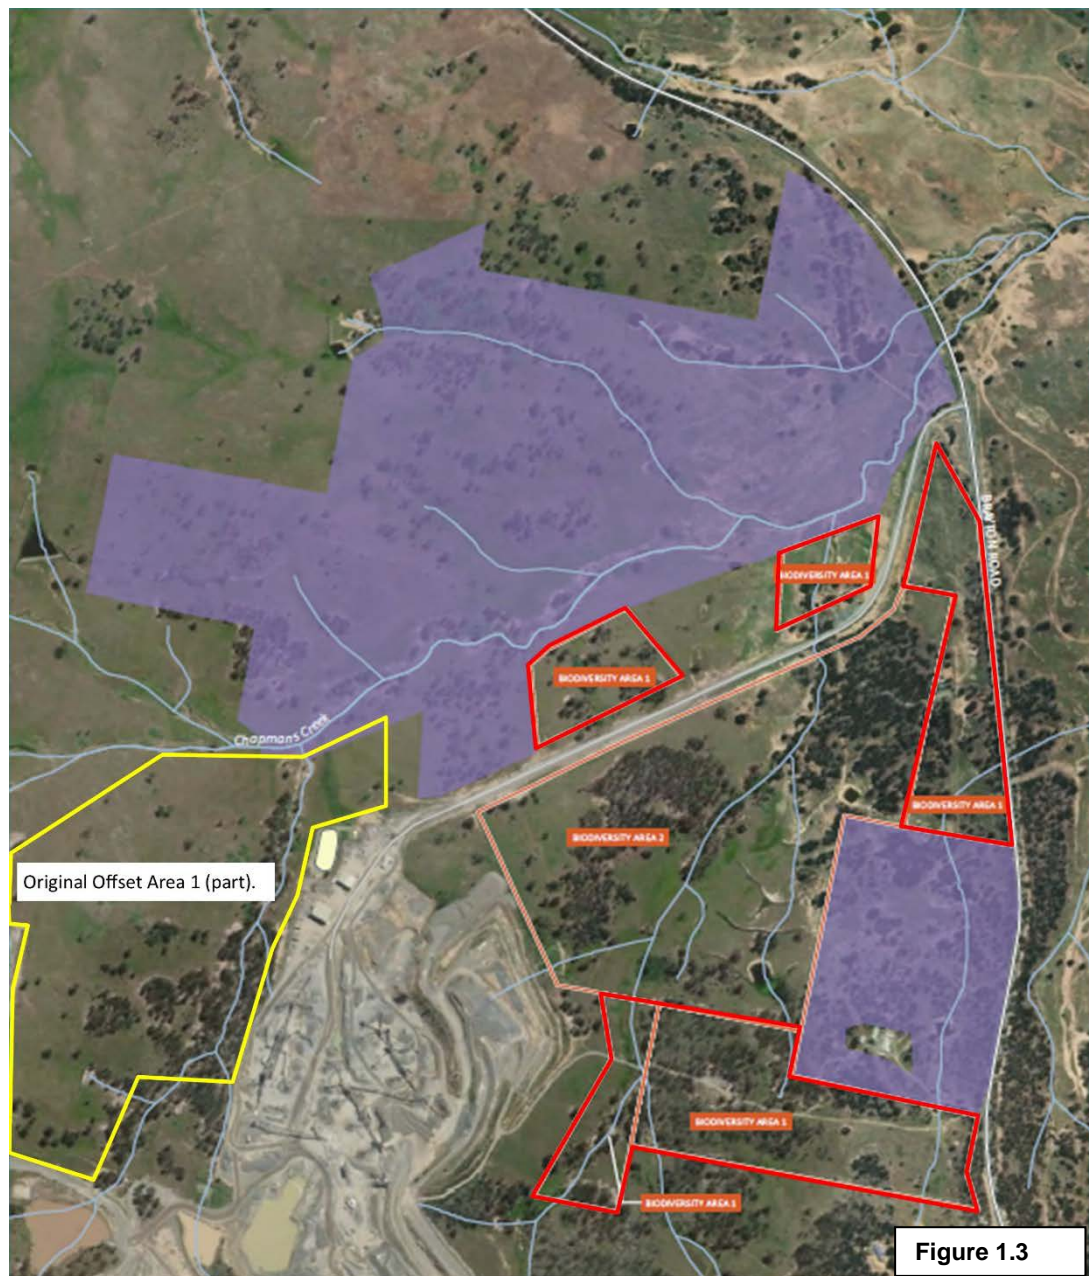 BRAYTON ROAD
BIODIVERSITY AREA 1
BIODIVERSITY AREA 1
Chapman's Creek
BIODIVERSITY AREA 1
BIODIVERSITY AREA 2
Original Offset Area 1 (part).
BIODIVERSITY AREA 1
BIODIVERSITY AREA 1
Figure 1.3